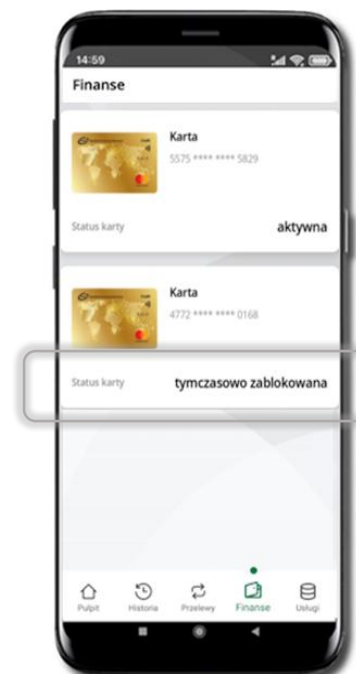 14:59
Finanse
Karta
5575 **** **** 5829
Status karty
aktywna
Karta
4772 **** **** 0168
Status karty
tymczasowo zablokowana
Pulpit
Historia
Przelewy
Finanse
Usługi